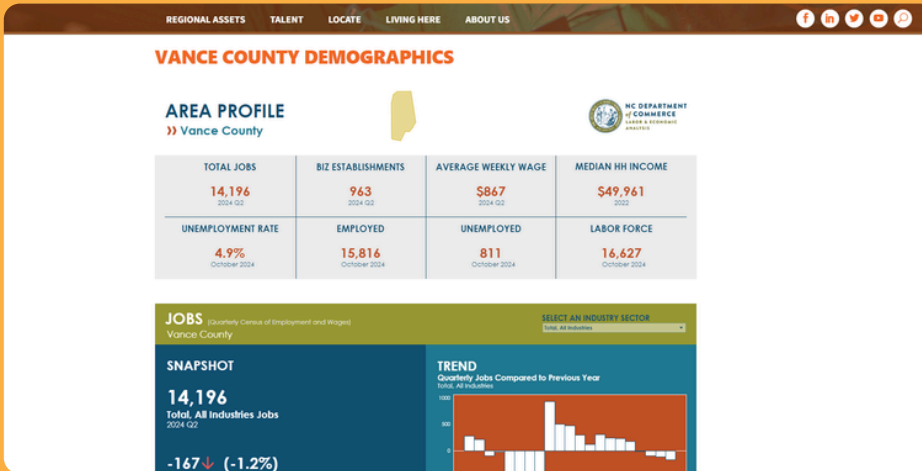 REGIONAL ASSETS TALENT LOCATE LIVING HERE ABOUT US
VANCE COUNTY DEMOGRAPHICS
AREA PROFILE
Vance County
NC DEPARTMENT
of COMMERCE
LABOR & ECONOMIC
ANALYSIS
TOTAL JOBS BIZ ESTABLISHMENTS AVERAGE WEEKLY WAGE MEDIAN HH INCOME
14,196 963 $867 $49,961
2024 Q2 2024 Q2 2024 Q2 2022
UNEMPLOYMENT RATE EMPLOYED UNEMPLOYED LABOR FORCE
4.9% 15,816 811 16,627
October 2024 October 2024 October 2024 October 2024
JOBS (Quarterly Census of Employment and Wages)
Vance County
SELECT AN INDUSTRY SECTOR
Total, All Industries
SNAPSHOT
14,196
Total, All Industries Jobs
2024 Q2
-167↓ (-1.2%)
TREND
Quarterly Jobs Compared to Previous Year
Total, All Industries
1000
500
0